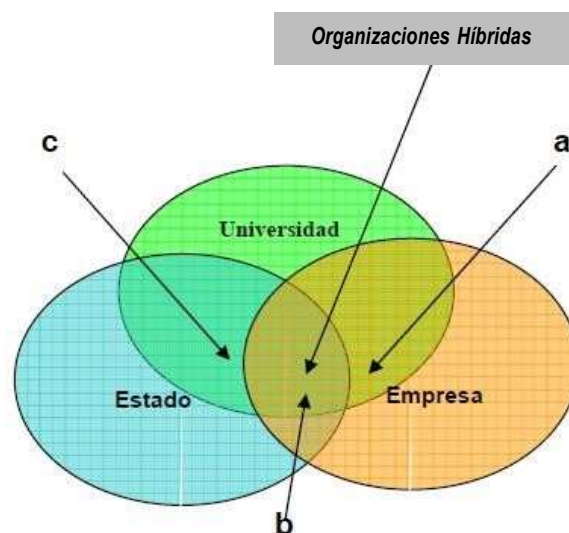 Organizaciones Híbridas
c
a
Universidad
Estado
Empresa
b